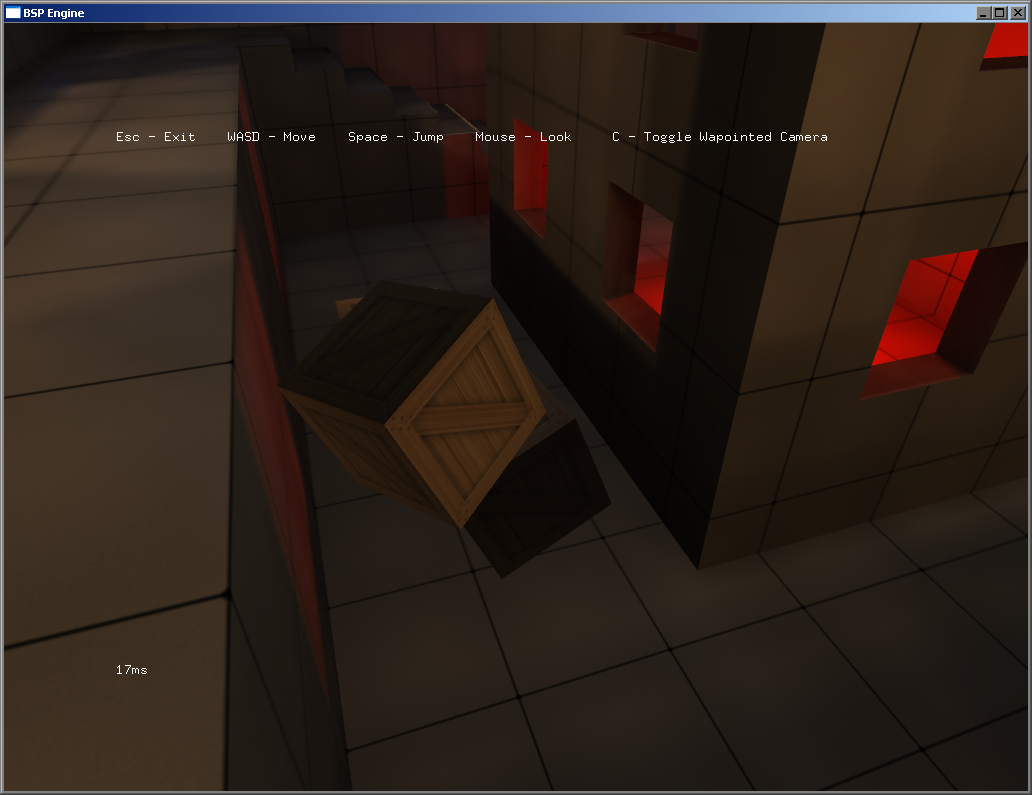 BSP Engine
Esc - Exit    WASD - Move    Space - Jump    Mouse - Look    C - Toggle Wapointed Camera
17ms